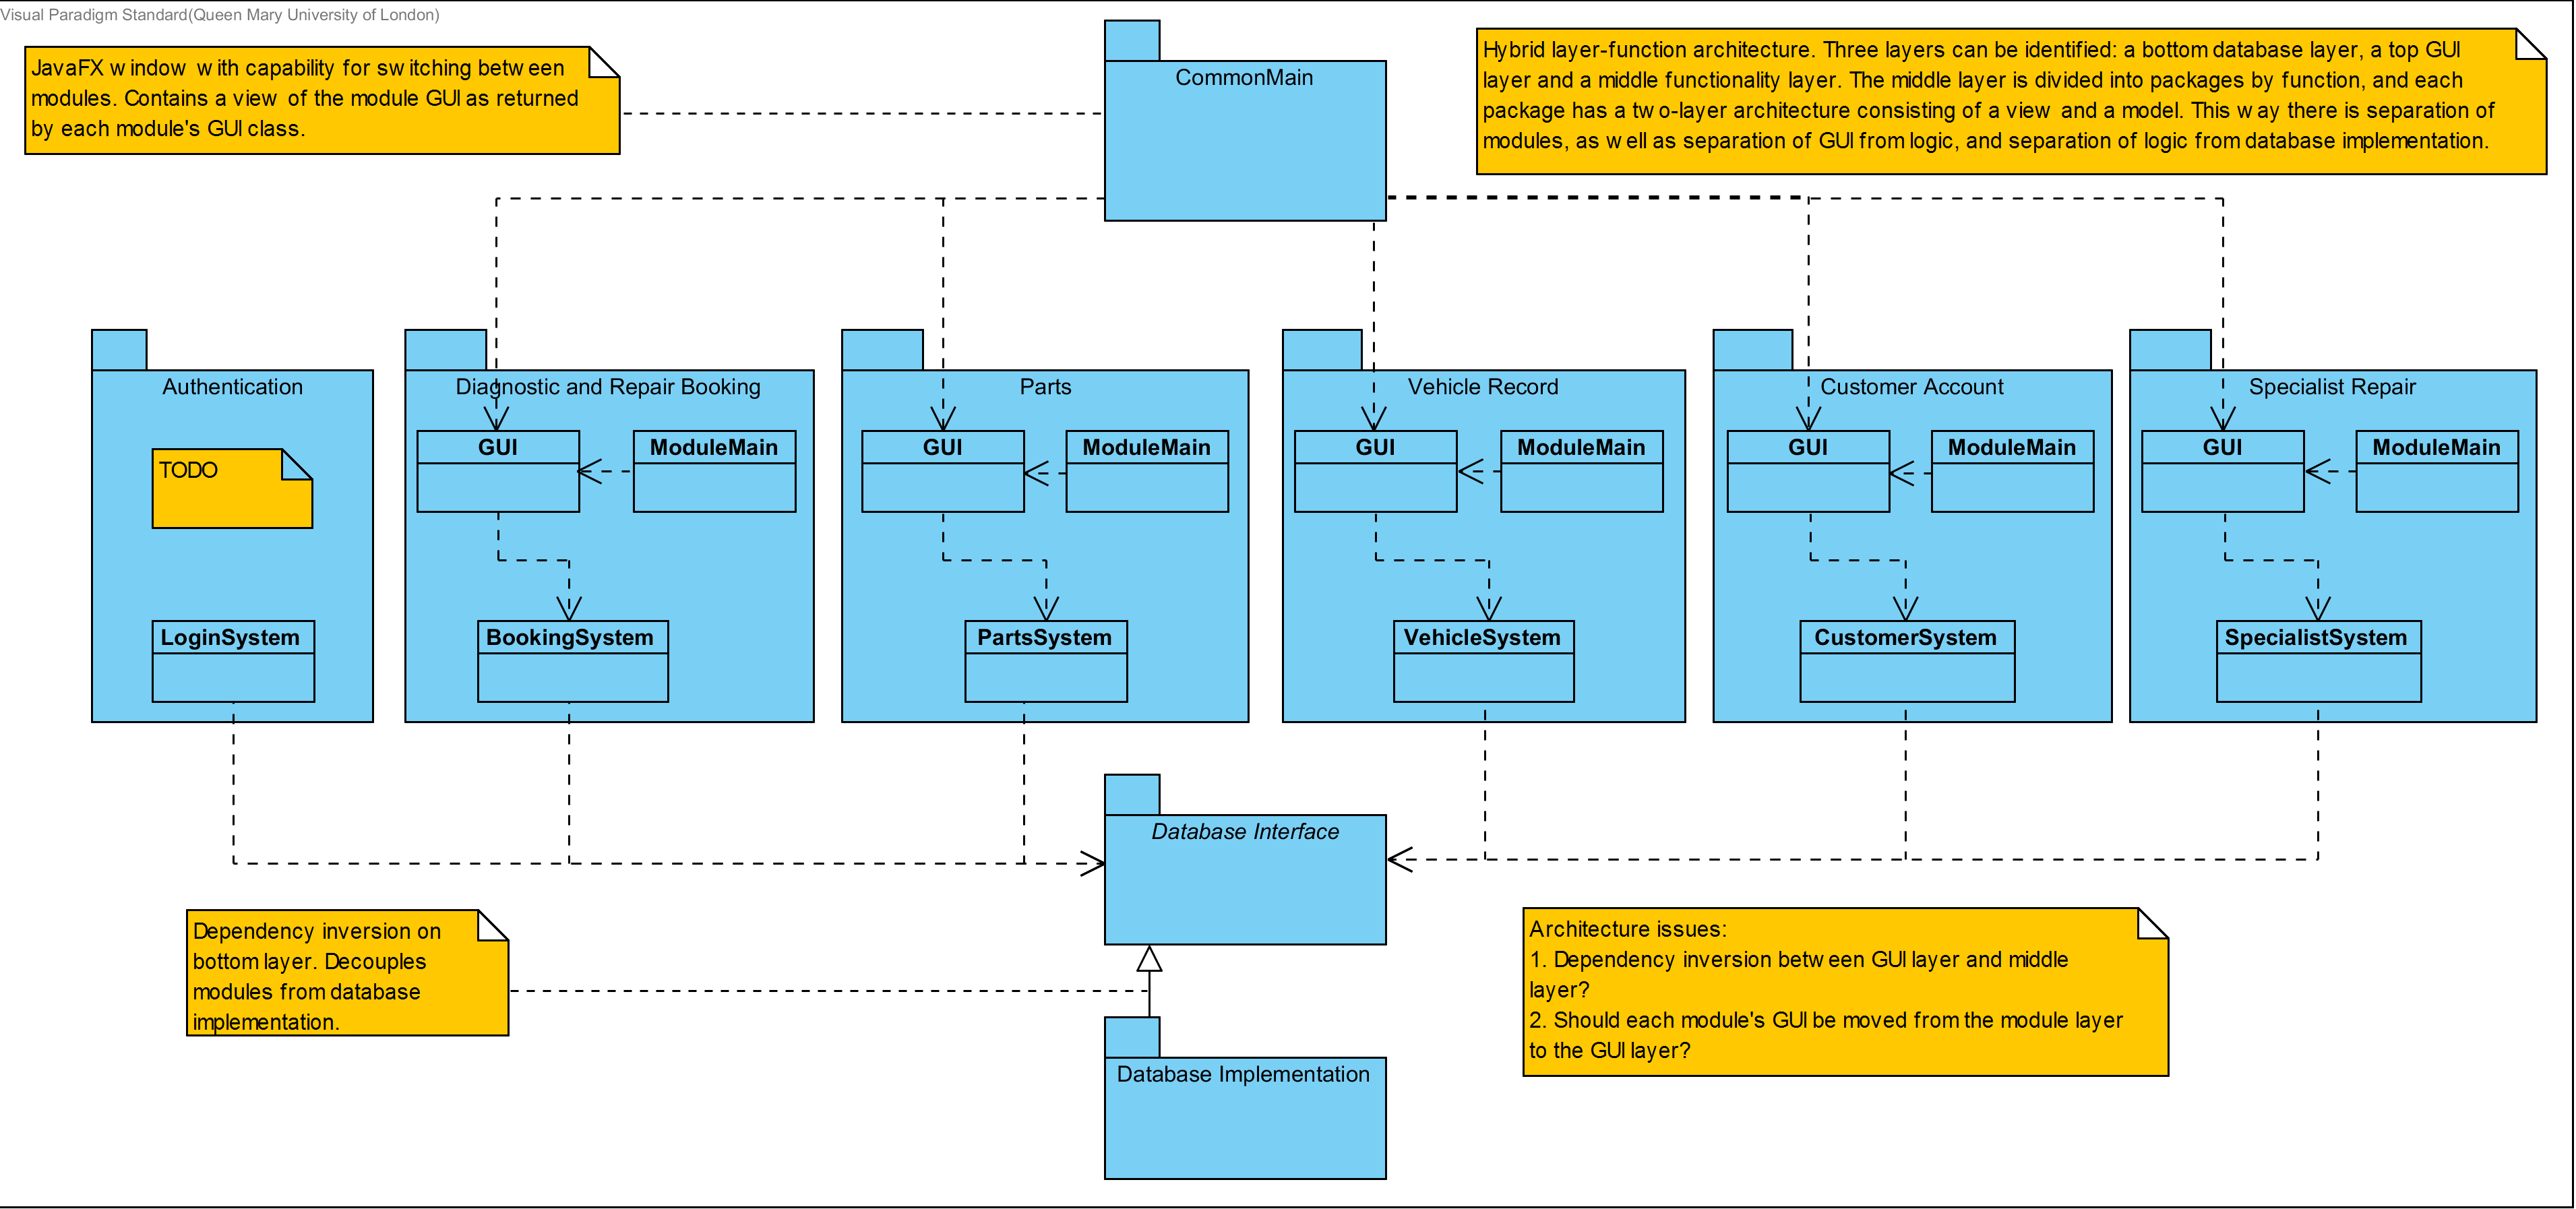 Visual Paradigm Standard(Queen Mary University of London)
JavaFX window with capability for switching between
modules. Contains a view of the module GUI as returned
by each module's GUI class.
CommonMain
Hybrid layer-function architecture. Three layers can be identified: a bottom database layer, a top GUI
layer and a middle functionality layer. The middle layer is divided into packages by function, and each
package has a two-layer architecture consisting of a view and a model. This way there is separation of
modules, as well as separation of GUI from logic, and separation of logic from database implementation.
Authentication
TODO
LoginSystem
Diagnostic and Repair Booking
GUI
ModuleMain
BookingSystem
Parts
GUI
ModuleMain
PartsSystem
Vehicle Record
GUI
ModuleMain
VehicleSystem
Customer Account
GUI
ModuleMain
CustomerSystem
Specialist Repair
GUI
ModuleMain
SpecialistSystem
Database Interface
Dependency inversion on
bottom layer. Decouples
modules from database
implementation.
Architecture issues:
1. Dependency inversion between GUI layer and middle
layer?
2. Should each module's GUI be moved from the module layer
to the GUI layer?
Database Implementation